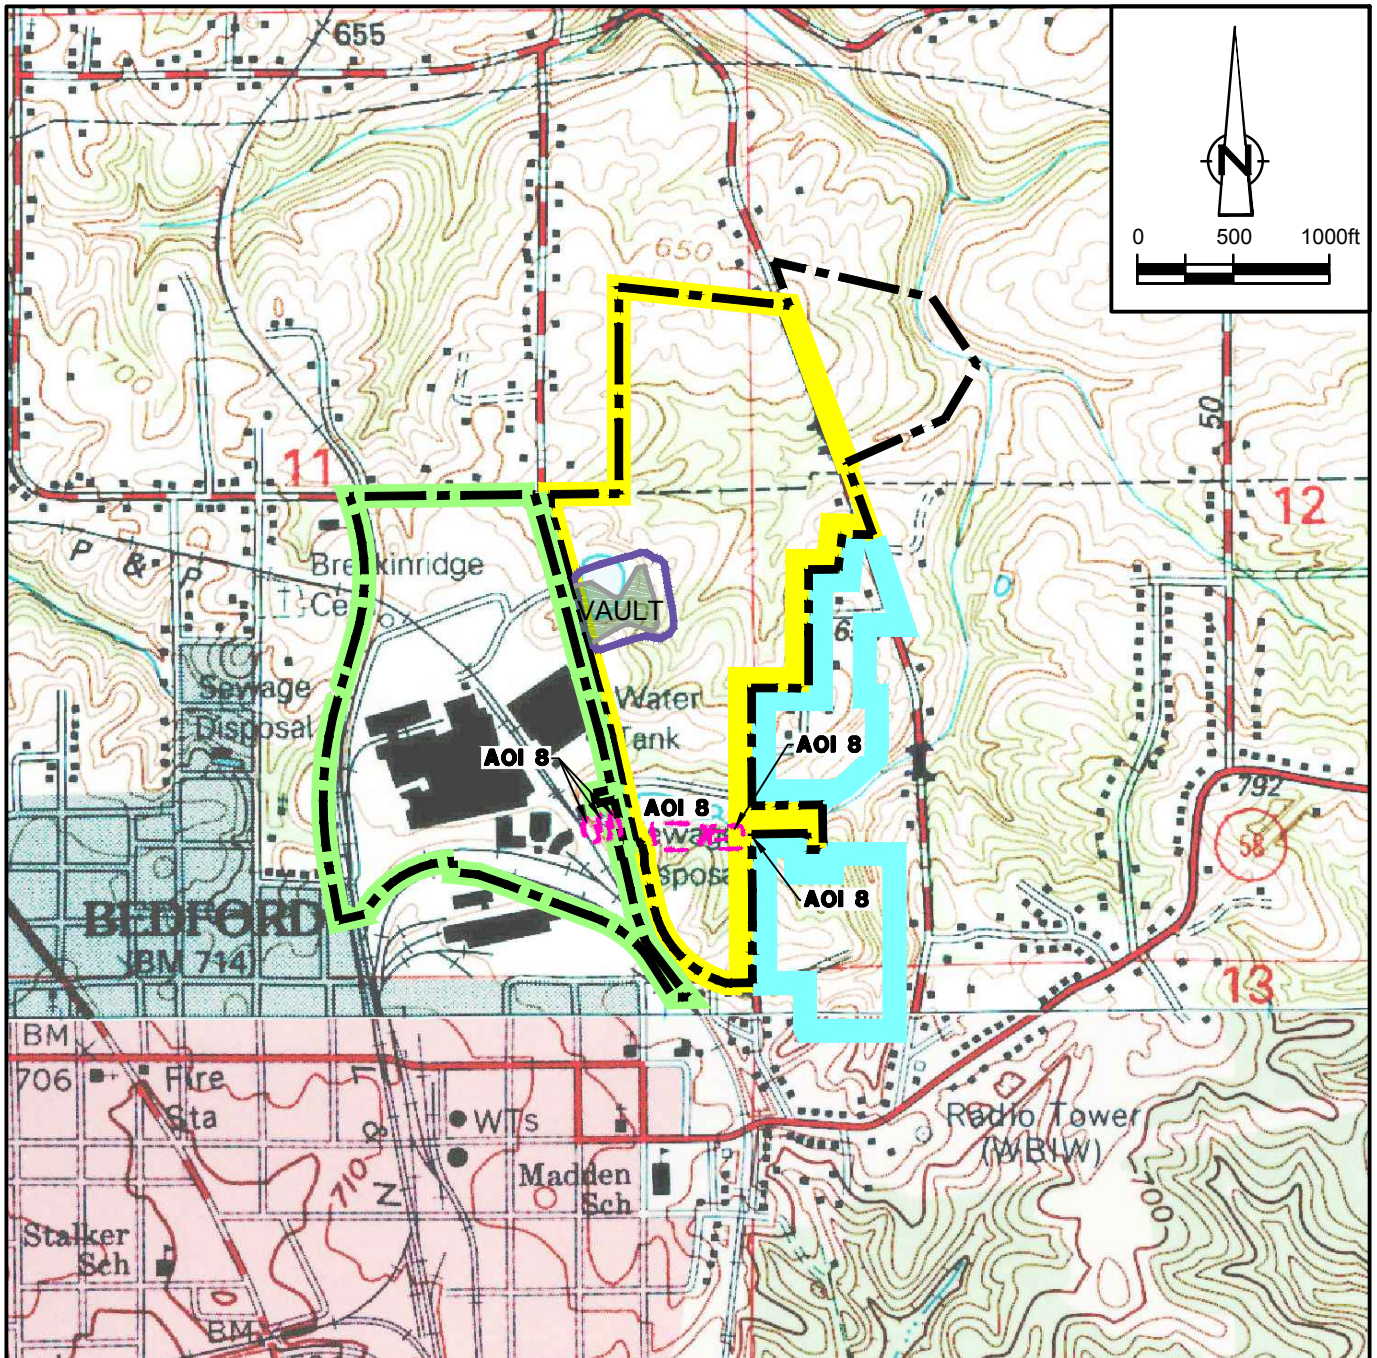 655
N
0 500 1000ft
650
700
50
11
12
P & P
Breckinridge
Ce
VAULT
Sewage
Disposal
Water
Tank
AOI 8
AOI 8
AOI 8
792
58
AOI 8
BEDFORD
(BM 714)
13
BM
706
Fire
Sta
L & N
WTs
Radio Tower
(WBIW)
710
Madden
Sch
700
Stalker
Sch
BM